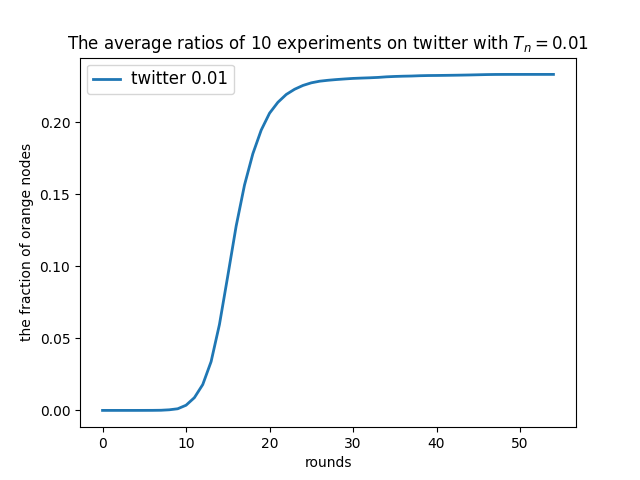 The average ratios of 10 experiments on twitter with Tₙ = 0.01
twitter 0.01
the fraction of orange nodes
0.20
0.15
0.10
0.05
0.00
0 10 20 30 40 50
rounds